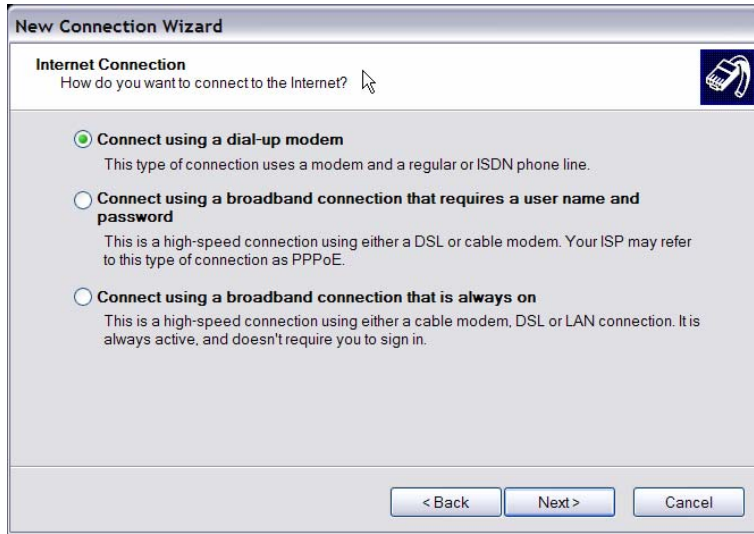 New Connection Wizard
Internet Connection
How do you want to connect to the Internet?
Connect using a dial-up modem
This type of connection uses a modem and a regular or ISDN phone line.
Connect using a broadband connection that requires a user name and
password
This is a high-speed connection using either a DSL or cable modem. Your ISP may refer
to this type of connection as PPPoE.
Connect using a broadband connection that is always on
This is a high-speed connection using either a cable modem, DSL or LAN connection. It is
always active, and doesn't require you to sign in.
< Back Next > Cancel